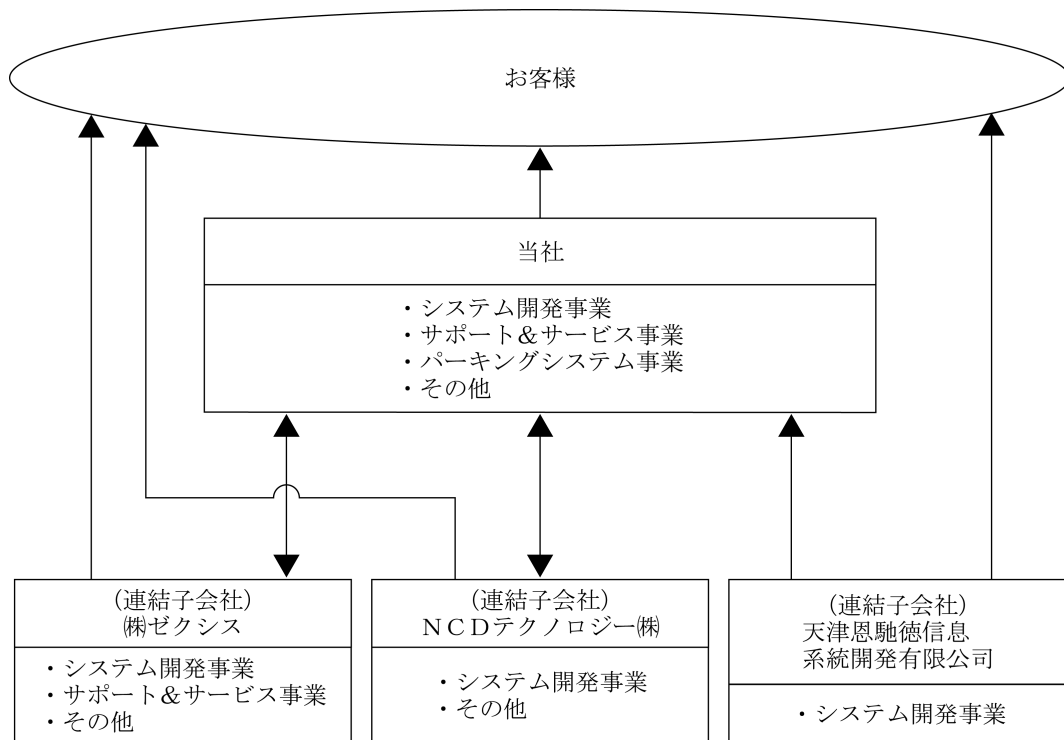 お客様
当社
・システム開発事業
・サポート&サービス事業
・パーキングシステム事業
・その他
(連結子会社)
㈱ゼクシス
・システム開発事業
・サポート&サービス事業
・その他
(連結子会社)
NCDテクノロジー㈱
・システム開発事業
・その他
(連結子会社)
天津恩馳徳信息
系統開発有限公司
・システム開発事業